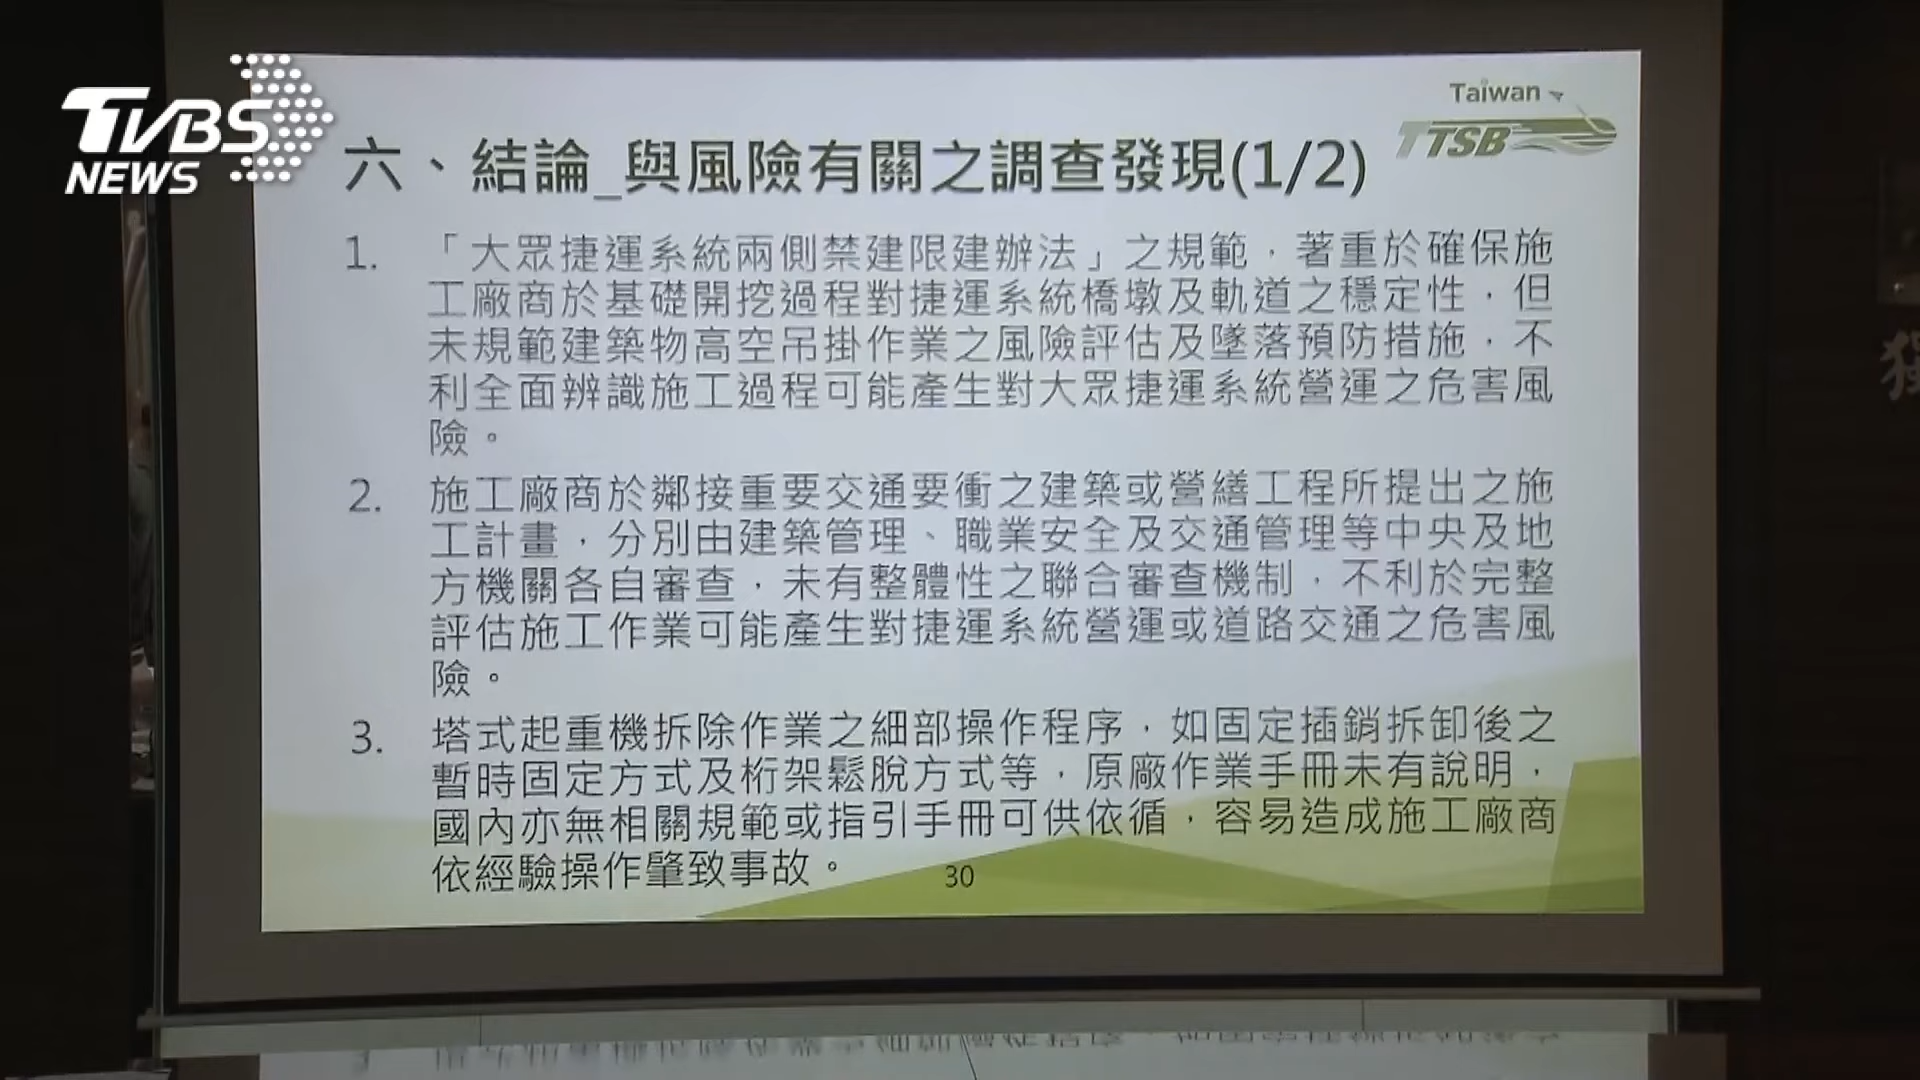 TVBS
NEWS
Taiwan
TTSB
六、結論_與風險有關之調查發現(1/2)
1. 「大眾捷運系統兩側禁建限建辦法」之規範，著重於確保施
工廠商於基礎開挖過程對捷運系統橋墩及軌道之穩定性，但
未規範建築物高空吊掛作業之風險評估及墜落預防措施，不
利全面辨識施工過程可能產生對大眾捷運系統營運之危害風
險。
2. 施工廠商於鄰接重要交通要衝之建築或營繕工程所提出之施
工計畫，分別由建築管理、職業安全及交通管理等中央及地
方機關各自審查，未有整體性之聯合審查機制，不利於完整
評估施工作業可能產生對捷運系統營運或道路交通之危害風
險。
3. 塔式起重機拆除作業之細部操作程序，如固定插銷拆卸後之
暫時固定方式及桁架鬆脫方式等，原廠作業手冊未有說明，
國內亦無相關規範或指引手冊可供依循，容易造成施工廠商
依經驗操作肇致事故。
30